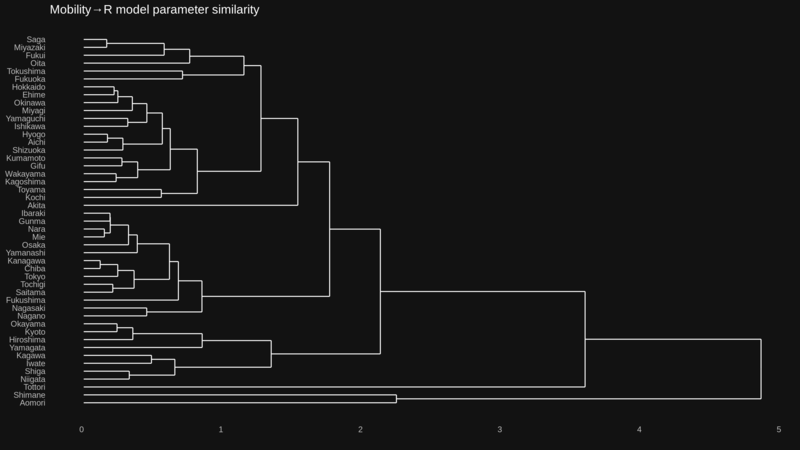 Mobility→R model parameter similarity
Saga
Miyazaki
Fukui
Oita
Tokushima
Fukuoka
Hokkaido
Ehime
Okinawa
Miyagi
Yamaguchi
Ishikawa
Hyogo
Aichi
Shizuoka
Kumamoto
Gifu
Wakayama
Kagoshima
Toyama
Kochi
Akita
Ibaraki
Gunma
Nara
Mie
Osaka
Yamanashi
Kanagawa
Chiba
Tokyo
Tochigi
Saitama
Fukushima
Nagasaki
Nagano
Okayama
Kyoto
Hiroshima
Yamagata
Kagawa
Iwate
Shiga
Niigata
Tottori
Shimane
Aomori
0 1 2 3 4 5